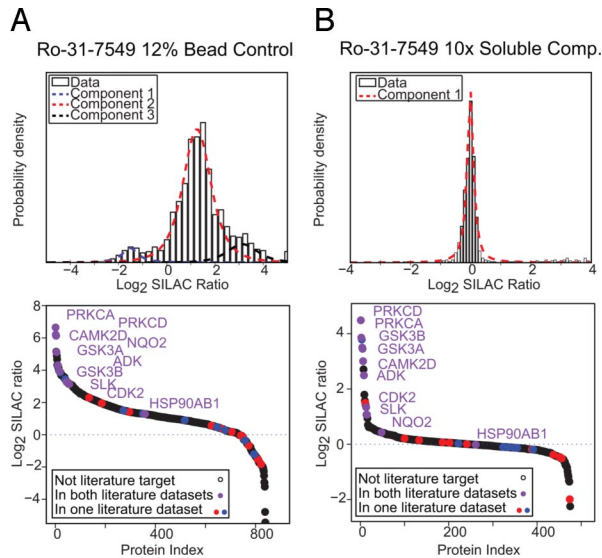 A
Ro-31-7549 12% Bead Control
Probability density
Data
Component 1
Component 2
Component 3
−4 −2 0 2 4
Log2 SILAC Ratio
Log2 SILAC ratio
8
6
4
2
0
−2
−4
PRKCA
PRKCD
CAMK2D
NQO2
GSK3A
ADK
GSK3B
SLK
CDK2
HSP90AB1
Not literature target
In both literature datasets
In one literature dataset
0 400 800
Protein Index
B
Ro-31-7549 10x Soluble Comp.
Probability density
Data
Component 1
−4 −2 0 2 4
Log2 SILAC Ratio
Log2 SILAC ratio
4
2
0
−2
PRKCD
PRKCA
GSK3B
GSK3A
CAMK2D
ADK
CDK2
SLK
NQO2
HSP90AB1
Not literature target
In both literature datasets
In one literature dataset
0 200 400
Protein Index